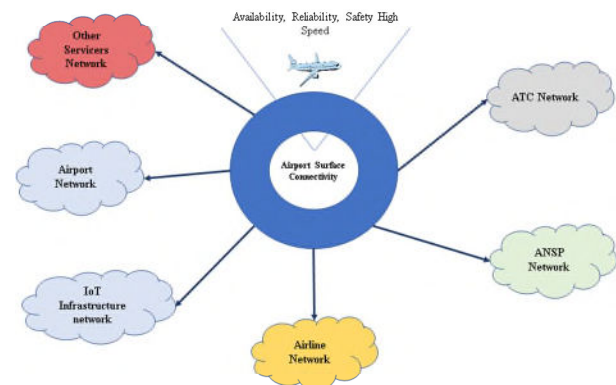 Availability, Reliability, Safety High
Speed
Other
Servicers
Network
ATC Network
Airport
Network
Airport Surface
Connectivity
ANSP
Network
IoT
Infrastructure
network
Airline
Network